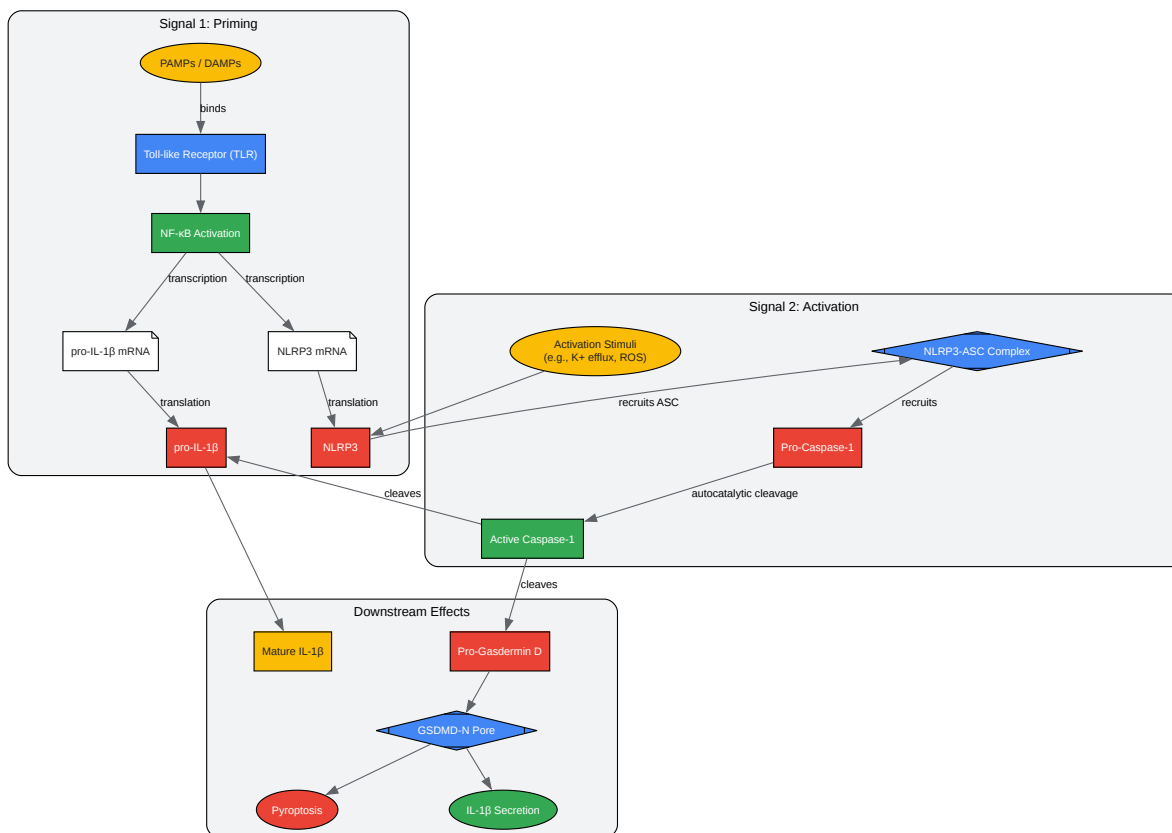 Signal 1: Priming
PAMPs / DAMPs
binds
Toll-like Receptor (TLR)
NF-κB Activation
transcription
transcription
pro-IL-1β mRNA
NLRP3 mRNA
translation
translation
pro-IL-1β
NLRP3
Signal 2: Activation
Activation Stimuli
(e.g., K+ efflux, ROS)
NLRP3-ASC Complex
recruits ASC
recruits
Pro-Caspase-1
autocatalytic cleavage
cleaves
Active Caspase-1
cleaves
Downstream Effects
Mature IL-1β
Pro-Gasdermin D
GSDMD-N Pore
Pyroptosis
IL-1β Secretion